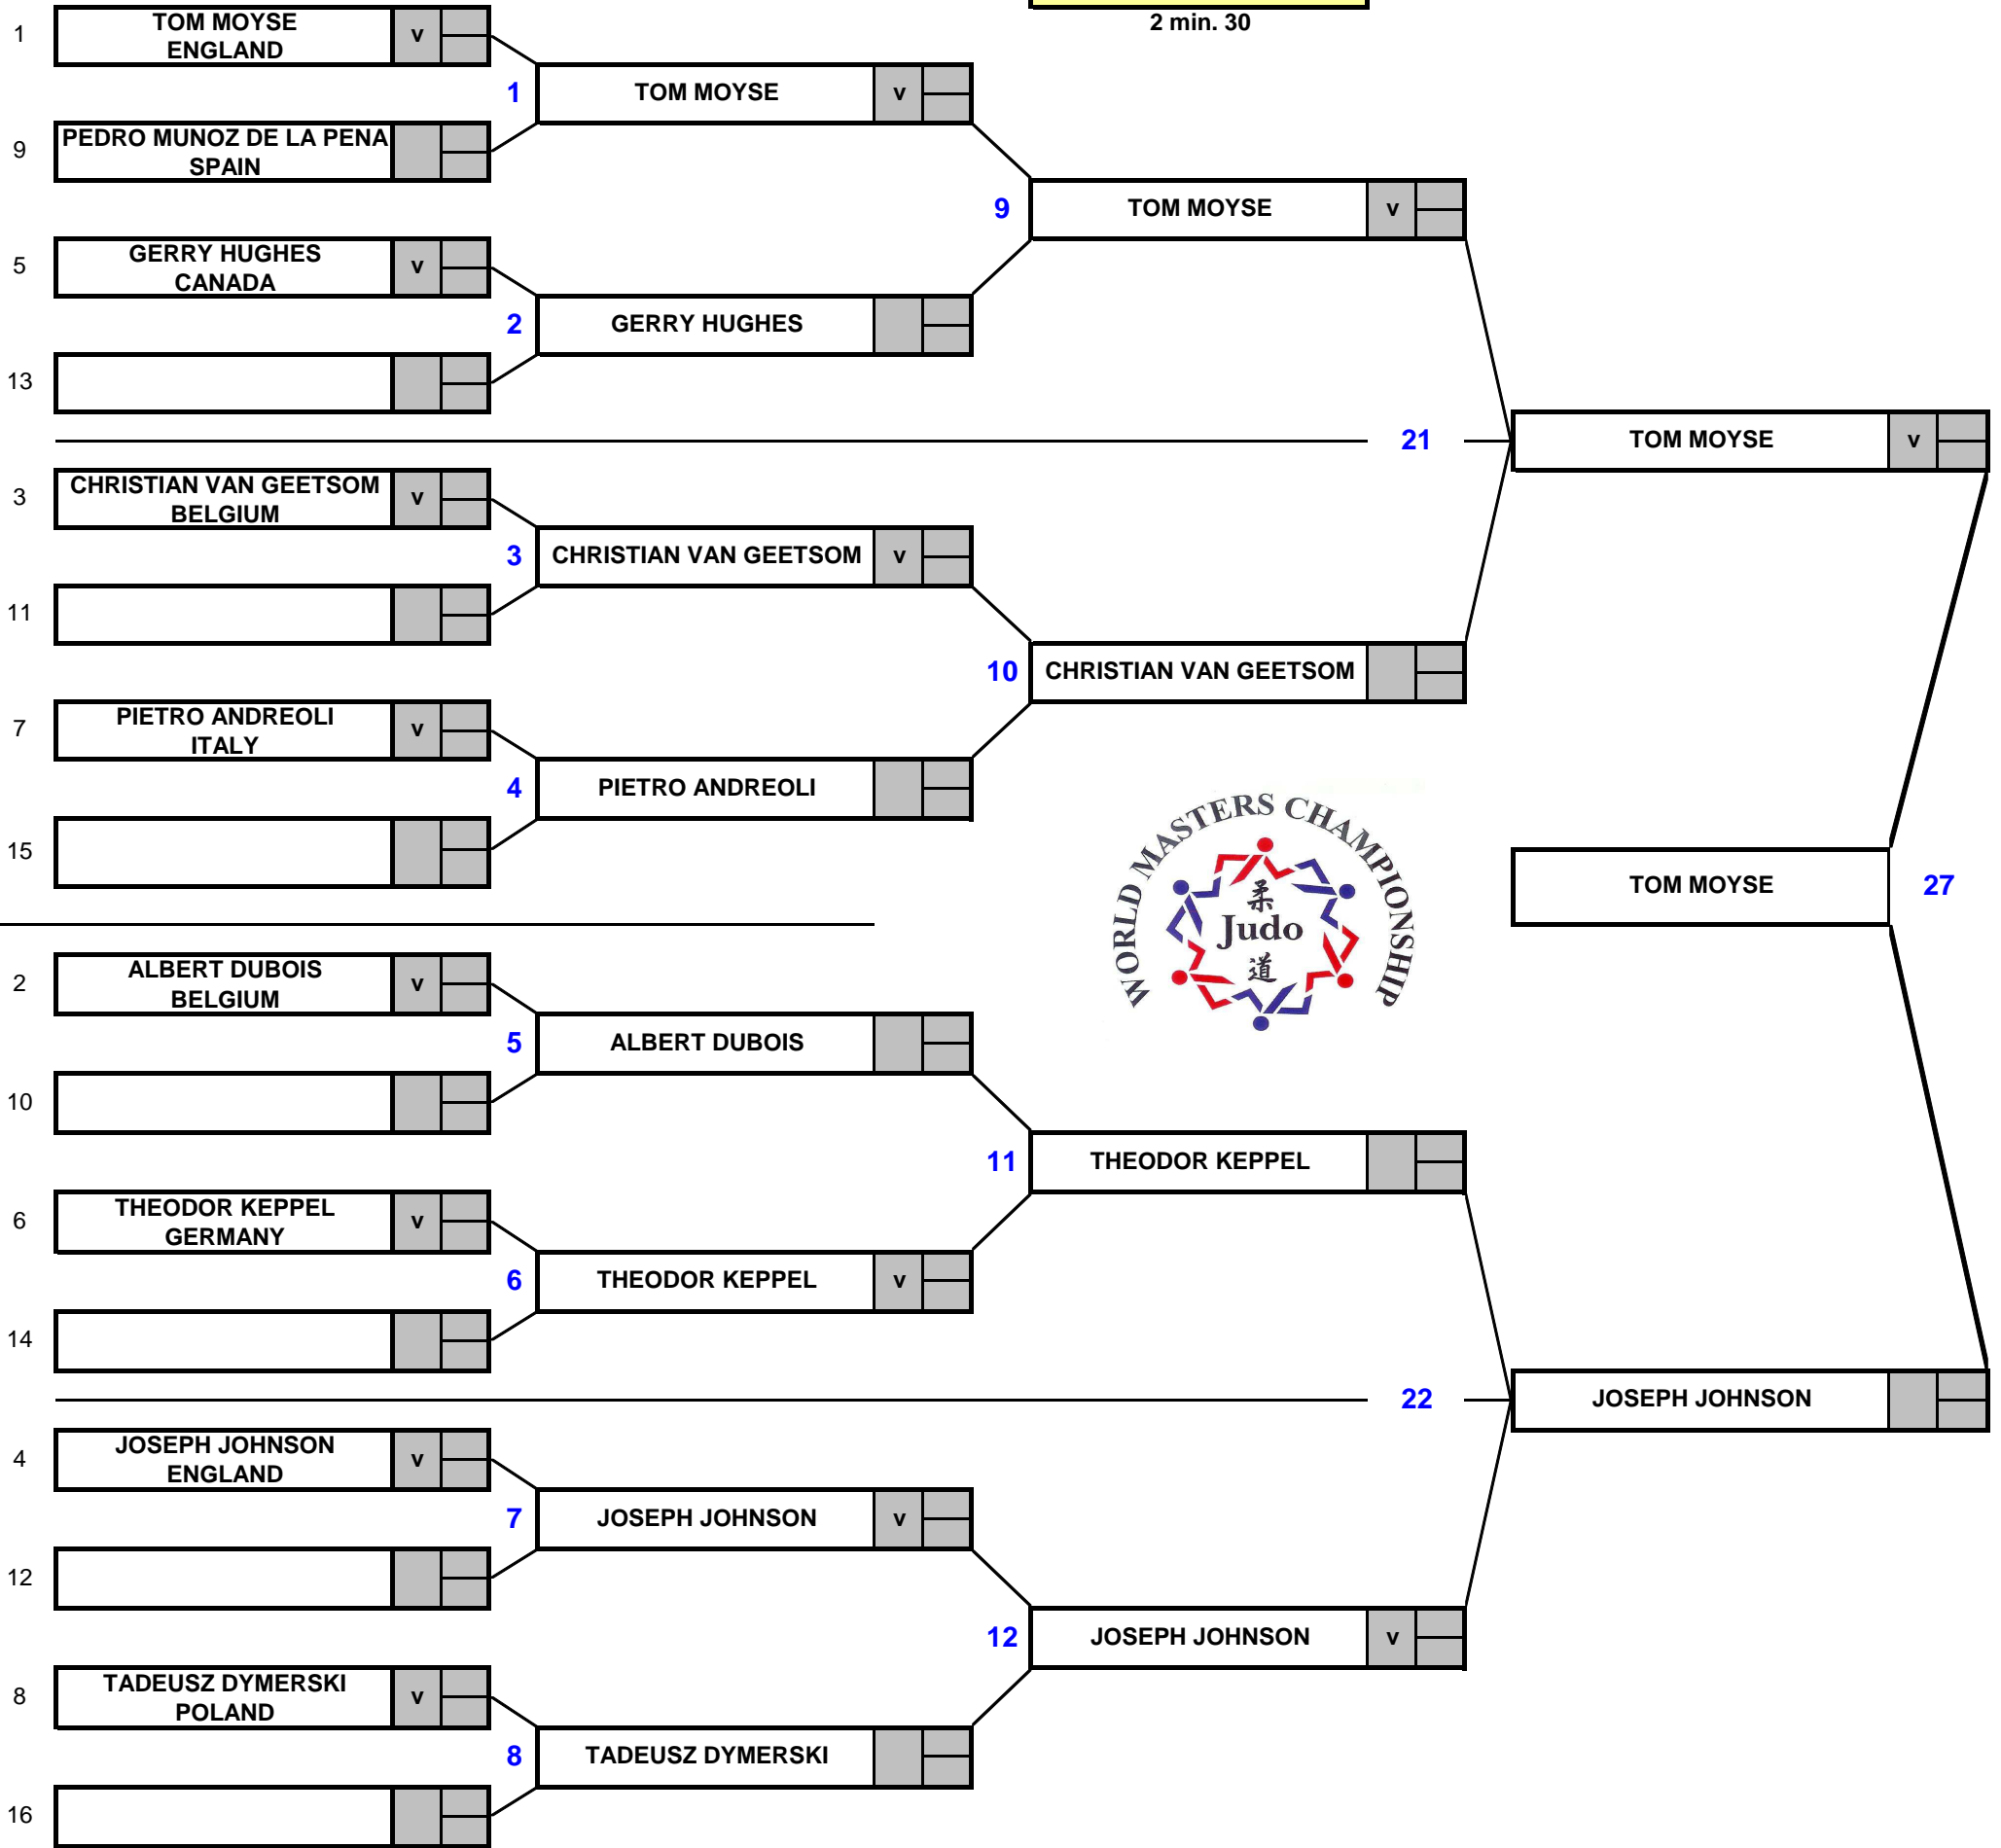 2 min. 30
1
TOM MOYSE
ENGLAND
v
1
TOM MOYSE
v
9
PEDRO MUNOZ DE LA PENA
SPAIN
9
TOM MOYSE
v
5
GERRY HUGHES
CANADA
v
2
GERRY HUGHES
13
21
TOM MOYSE
v
3
CHRISTIAN VAN GEETSOM
BELGIUM
v
3
CHRISTIAN VAN GEETSOM
v
11
10
CHRISTIAN VAN GEETSOM
7
PIETRO ANDREOLI
ITALY
v
4
PIETRO ANDREOLI
15
WORLD MASTERS CHAMPIONSHIP
柔
Judo
道
TOM MOYSE
27
2
ALBERT DUBOIS
BELGIUM
v
5
ALBERT DUBOIS
10
11
THEODOR KEPPEL
6
THEODOR KEPPEL
GERMANY
v
6
THEODOR KEPPEL
v
14
22
JOSEPH JOHNSON
4
JOSEPH JOHNSON
ENGLAND
v
7
JOSEPH JOHNSON
v
12
12
JOSEPH JOHNSON
v
8
TADEUSZ DYMERSKI
POLAND
v
8
TADEUSZ DYMERSKI
16